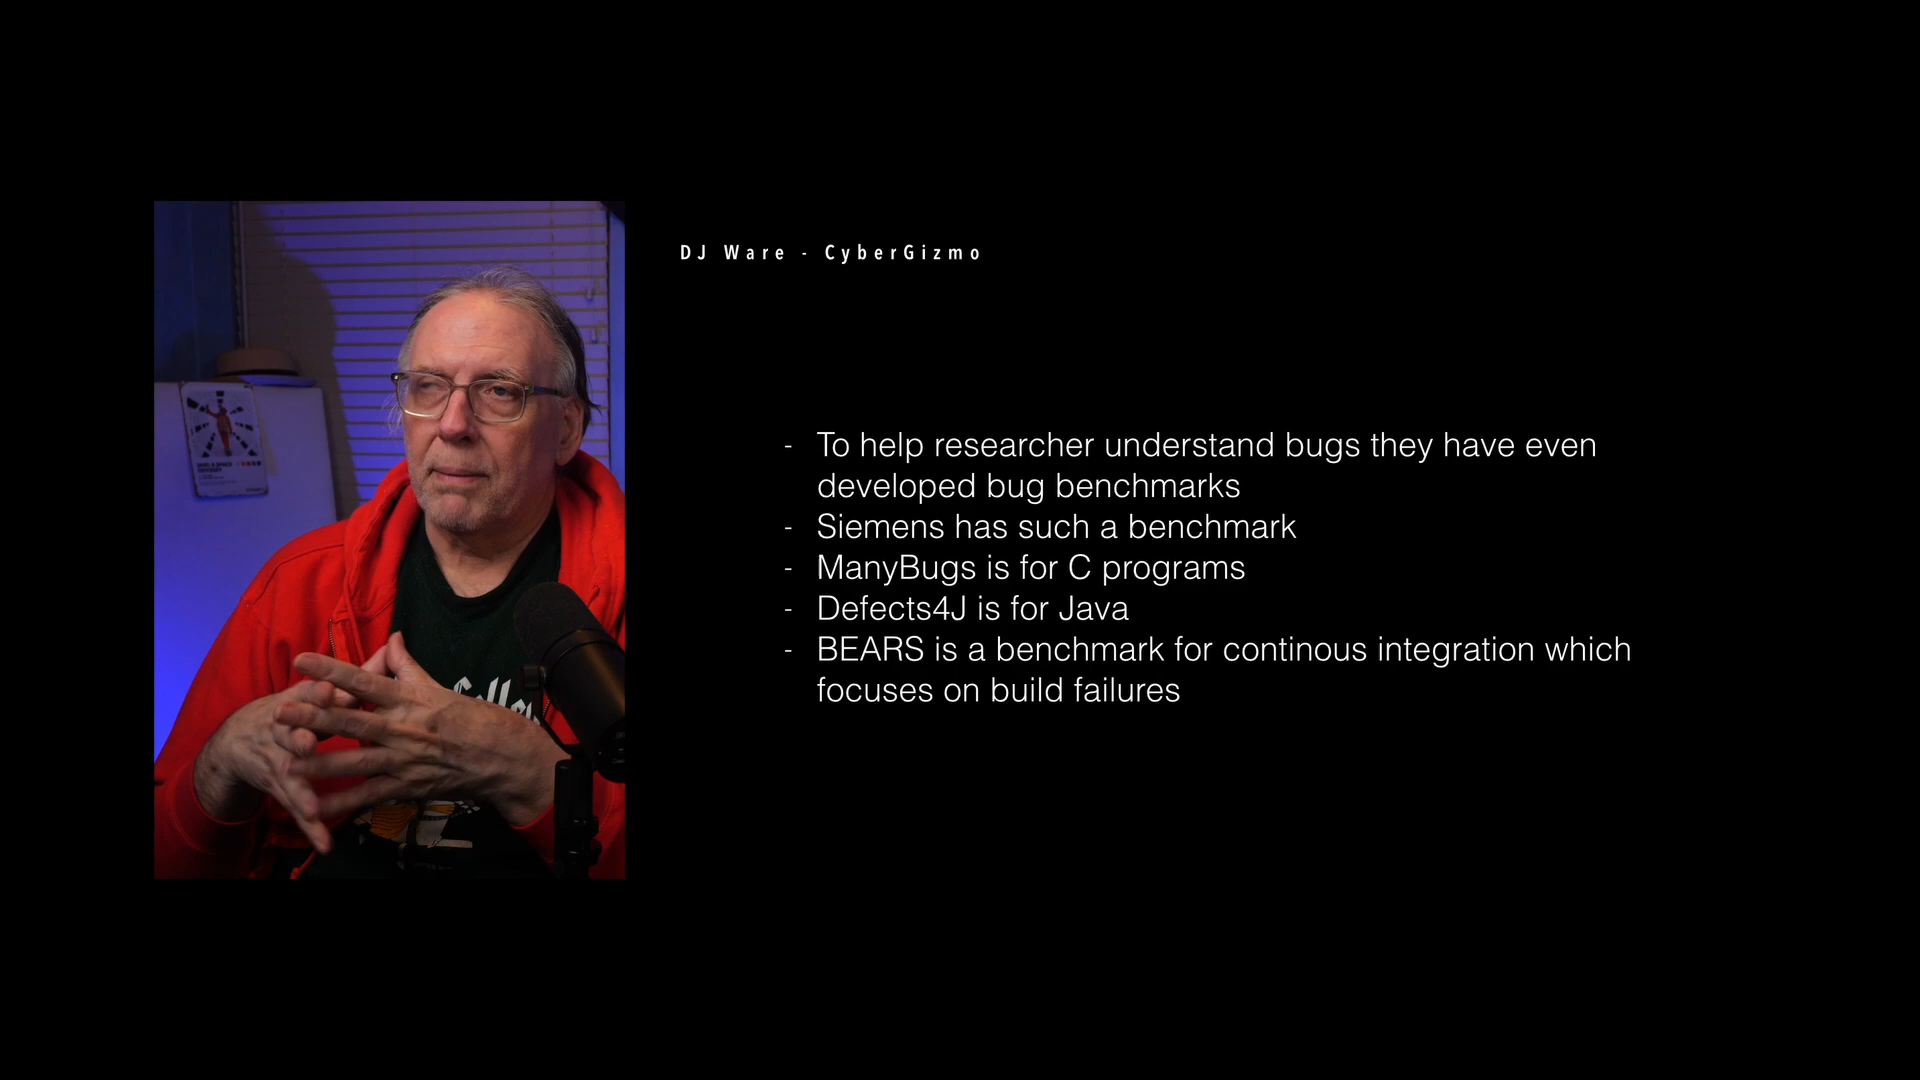 DJ Ware - CyberGizmo
- To help researcher understand bugs they have even
developed bug benchmarks
- Siemens has such a benchmark
- ManyBugs is for C programs
- Defects4J is for Java
- BEARS is a benchmark for continous integration which
focuses on build failures